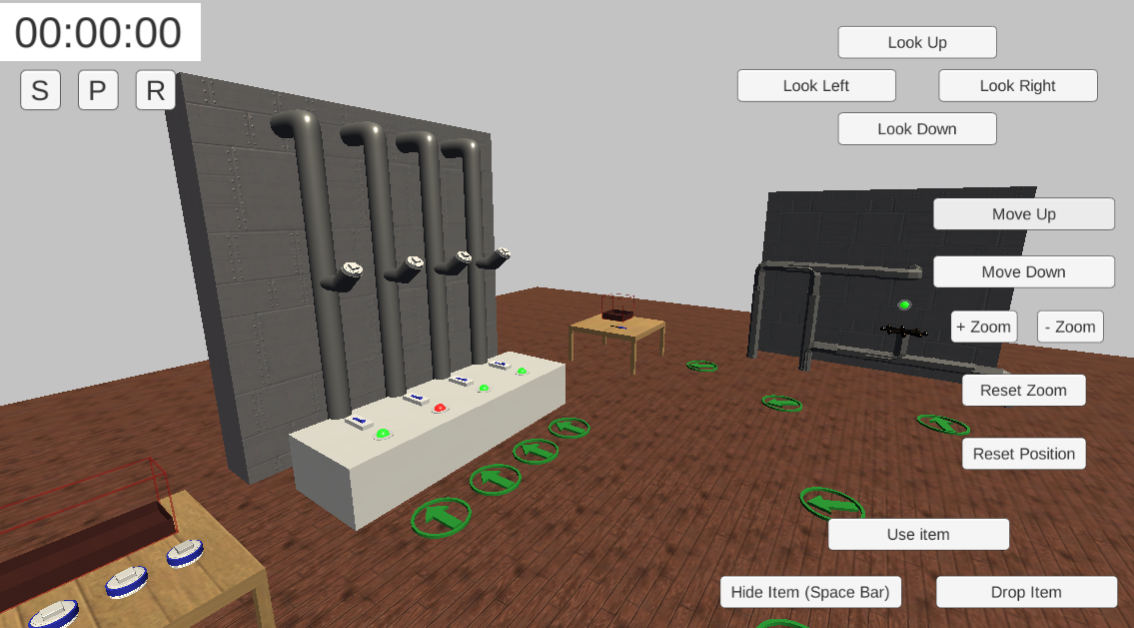 00:00:00
S P R
Look Up
Look Left Look Right
Look Down
Move Up
Move Down
+ Zoom - Zoom
Reset Zoom
Reset Position
Use item
Hide Item (Space Bar) Drop Item